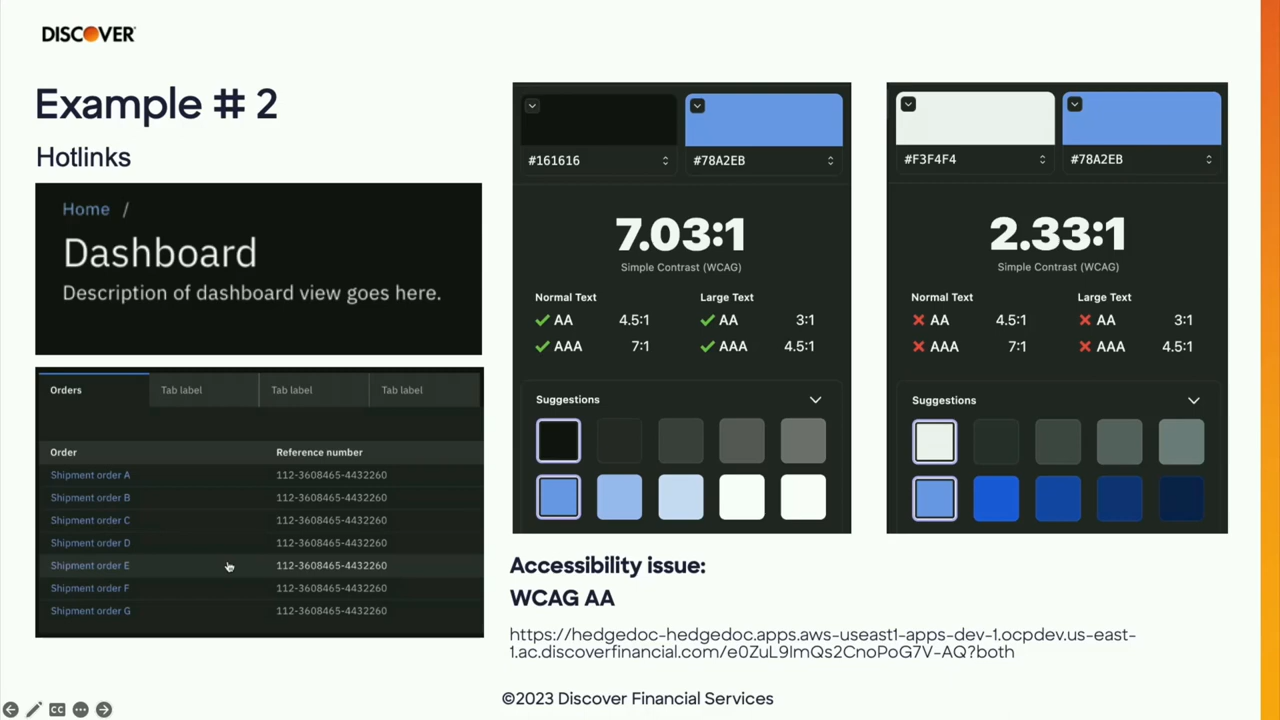 DISCOVER
Example # 2
Hotlinks
Home /
Dashboard
Description of dashboard view goes here.
Orders Tab label Tab label Tab label
Order Reference number
Shipment order A 112-3608465-4432260
Shipment order B 112-3608465-4432260
Shipment order C 112-3608465-4432260
Shipment order D 112-3608465-4432260
Shipment order E 112-3608465-4432260
Shipment order F 112-3608465-4432260
Shipment order G 112-3608465-4432260
#161616 #78A2EB
7.03:1
Simple Contrast (WCAG)
Normal Text Large Text
AA 4.5:1 AA 3:1
AAA 7:1 AAA 4.5:1
Suggestions
#F3F4F4 #78A2EB
2.33:1
Simple Contrast (WCAG)
Normal Text Large Text
AA 4.5:1 AA 3:1
AAA 7:1 AAA 4.5:1
Suggestions
Accessibility issue:
WCAG AA
https://hedgedoc-hedgedoc.apps.aws-useast1-apps-dev-1.ocpdev.us-east-
1.ac.discoverfinancial.com/e0ZuL9lmQs2CnoPoG7V-AQ?both
©2023 Discover Financial Services
CC